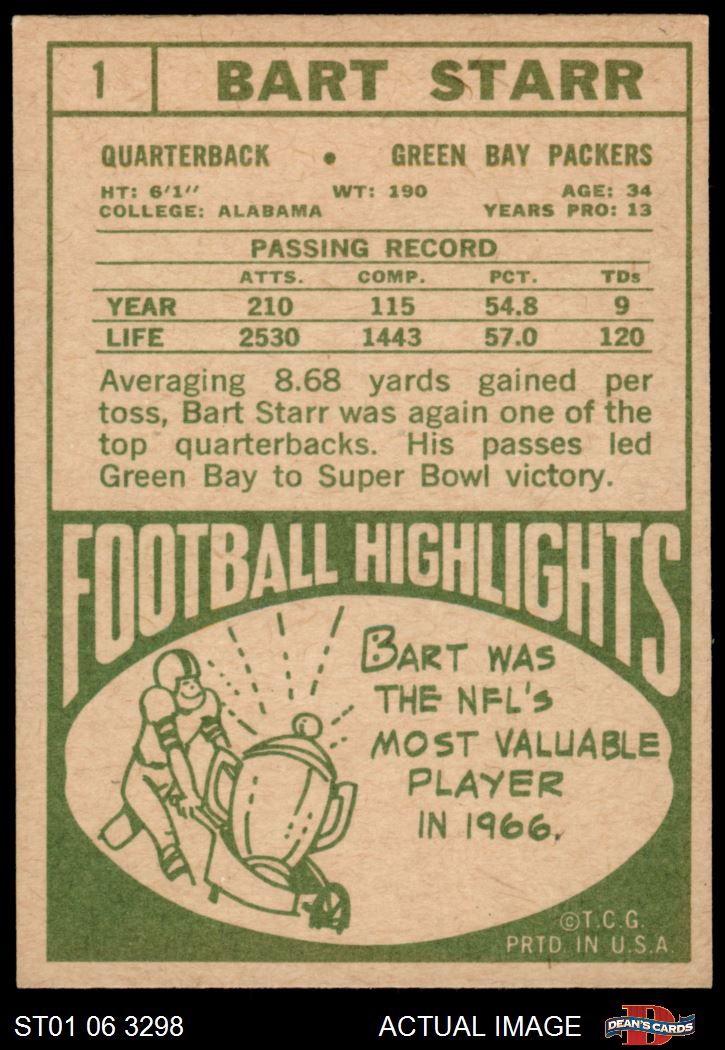 1 BART STARR
QUARTERBACK • GREEN BAY PACKERS
HT: 6'1" WT: 190 AGE: 34
COLLEGE: ALABAMA YEARS PRO: 13
PASSING RECORD
ATTS. COMP. PCT. TDs
YEAR 210 115 54.8 9
LIFE 2530 1443 57.0 120
Averaging 8.68 yards gained per
toss, Bart Starr was again one of the
top quarterbacks. His passes led
Green Bay to Super Bowl victory.
FOOTBALL HIGHLIGHTS
BART WAS
THE NFL'S
MOST VALUABLE
PLAYER
IN 1966.
©T.C.G.
PRTD. IN U.S.A.
ST01 06 3298 ACTUAL IMAGE D DEAN'S CARDS